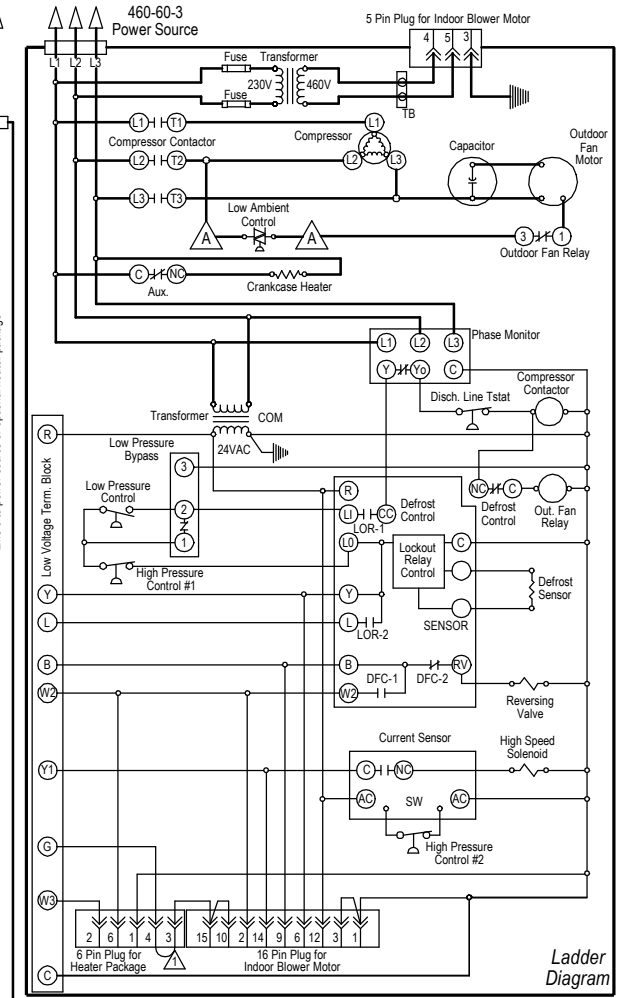 460-60-3
Power Source
5 Pin Plug for Indoor Blower Motor
4 5 3
L1 L2 L3
Fuse Transformer
230V 460V
Fuse
TB
L1 T1 L1
Compressor Contactor
Compressor
Capacitor
Outdoor
Fan
Motor
L2 T2 L2 L3
L3 T3
Low Ambient
Control
A A
3 1
Outdoor Fan Relay
C NC
Aux.
Crankcase Heater
L1 L2 L3
Phase Monitor
Y Yo C
Compressor
Contactor
Disch. Line Tstat
Transformer COM
24VAC
R
Low Pressure
Bypass
3
Low Pressure
Control
2
1
High Pressure
Control #1
Low Voltage Term. Block
R
LI CC
LOR-1
Defrost
Control
NC C
Defrost
Control
Out. Fan
Relay
L0
Lockout
Relay
Control
C
Defrost
Sensor
SENSOR
Y Y
L L
LOR-2
B B RV
DFC-1 DFC-2
W2 W2
Reversing
Valve
Current Sensor
High Speed
Solenoid
Y1 C NC
AC SW AC
High Pressure
Control #2
G
W3
2 6 1 4 3 15 10 2 14 9 6 12 3 1
6 Pin Plug for
Heater Package
1
16 Pin Plug for
Indoor Blower Motor
C
Ladder
Diagram